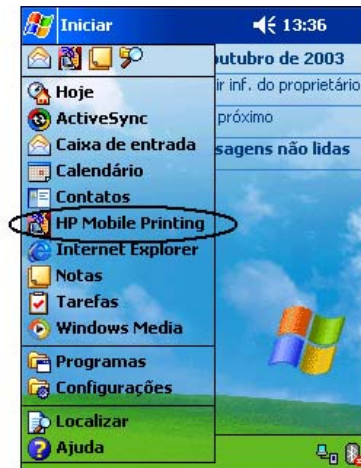 Iniciar 13:36
outubro de 2003
ir inf. do proprietário
Hoje
ActiveSync
próximo
Caixa de entrada
sagens não lidas
Calendário
Contatos
HP Mobile Printing
Internet Explorer
Notas
Tarefas
Windows Media
Programas
Configurações
Localizar
Ajuda